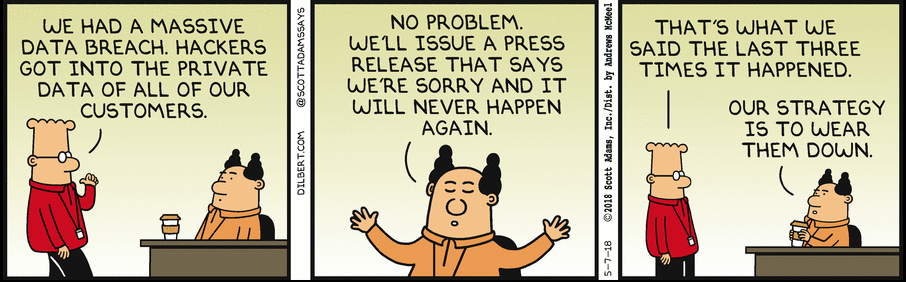 WE HAD A MASSIVE
DATA BREACH. HACKERS
GOT INTO THE PRIVATE
DATA OF ALL OF OUR
CUSTOMERS.
DILBERT.COM @SCOTTADAMSSAYS
NO PROBLEM.
WE'LL ISSUE A PRESS
RELEASE THAT SAYS
WE'RE SORRY AND IT
WILL NEVER HAPPEN
AGAIN.
5-7-18 ©2018 Scott Adams, Inc./Dist. by Andrews McMeel
THAT'S WHAT WE
SAID THE LAST THREE
TIMES IT HAPPENED.
OUR STRATEGY
IS TO WEAR
THEM DOWN.